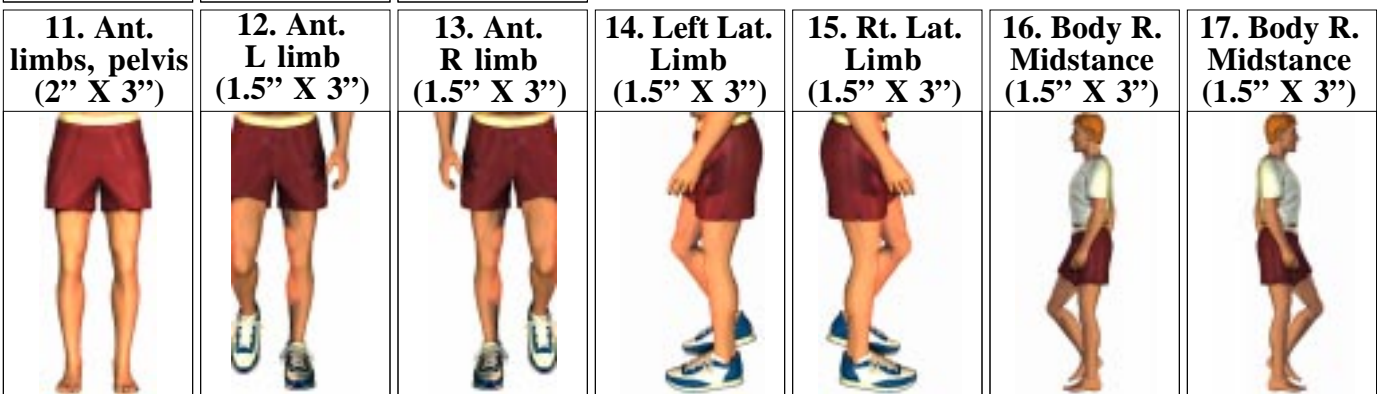 11. Ant.
limbs, pelvis
(2” X 3”)
12. Ant.
L limb
(1.5” X 3”)
13. Ant.
R limb
(1.5” X 3”)
14. Left Lat.
Limb
(1.5” X 3”)
15. Rt. Lat.
Limb
(1.5” X 3”)
16. Body R.
Midstance
(1.5” X 3”)
17. Body R.
Midstance
(1.5” X 3”)